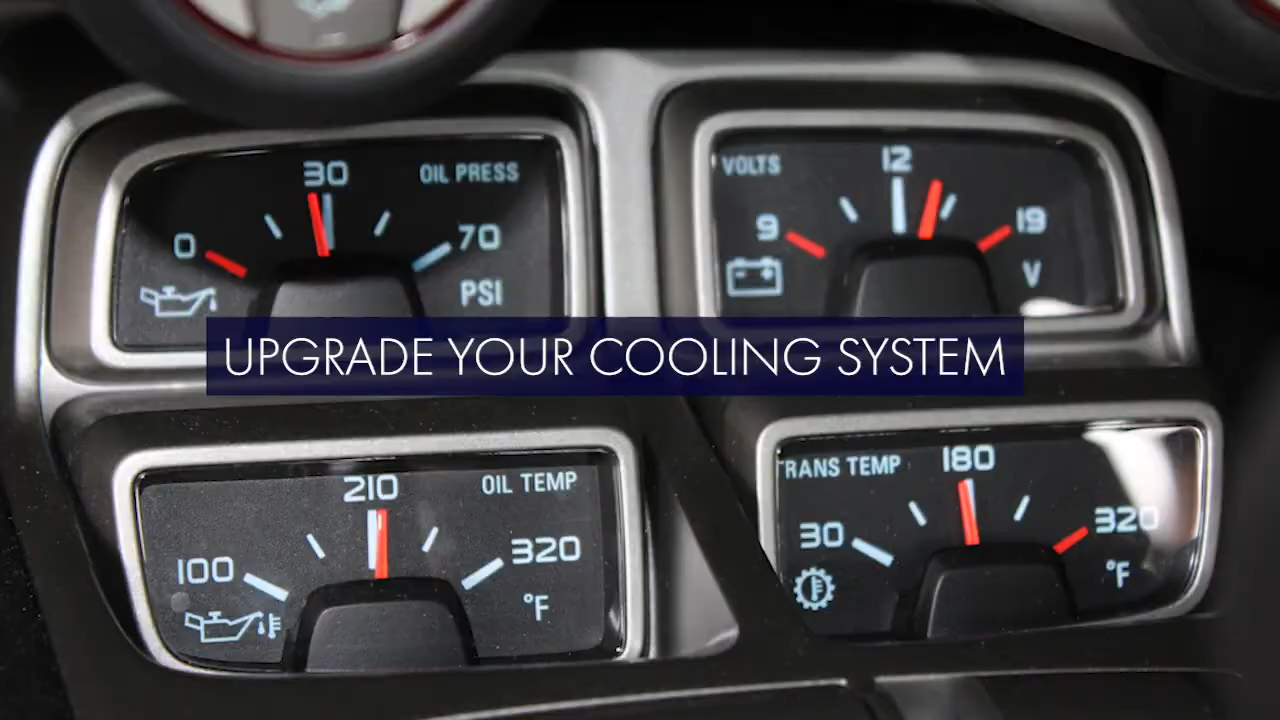 30
OIL PRESS
0
70
PSI
12
VOLTS
9
19
V
UPGRADE YOUR COOLING SYSTEM
210
OIL TEMP
100
320
°F
180
TRANS TEMP
30
320
°F